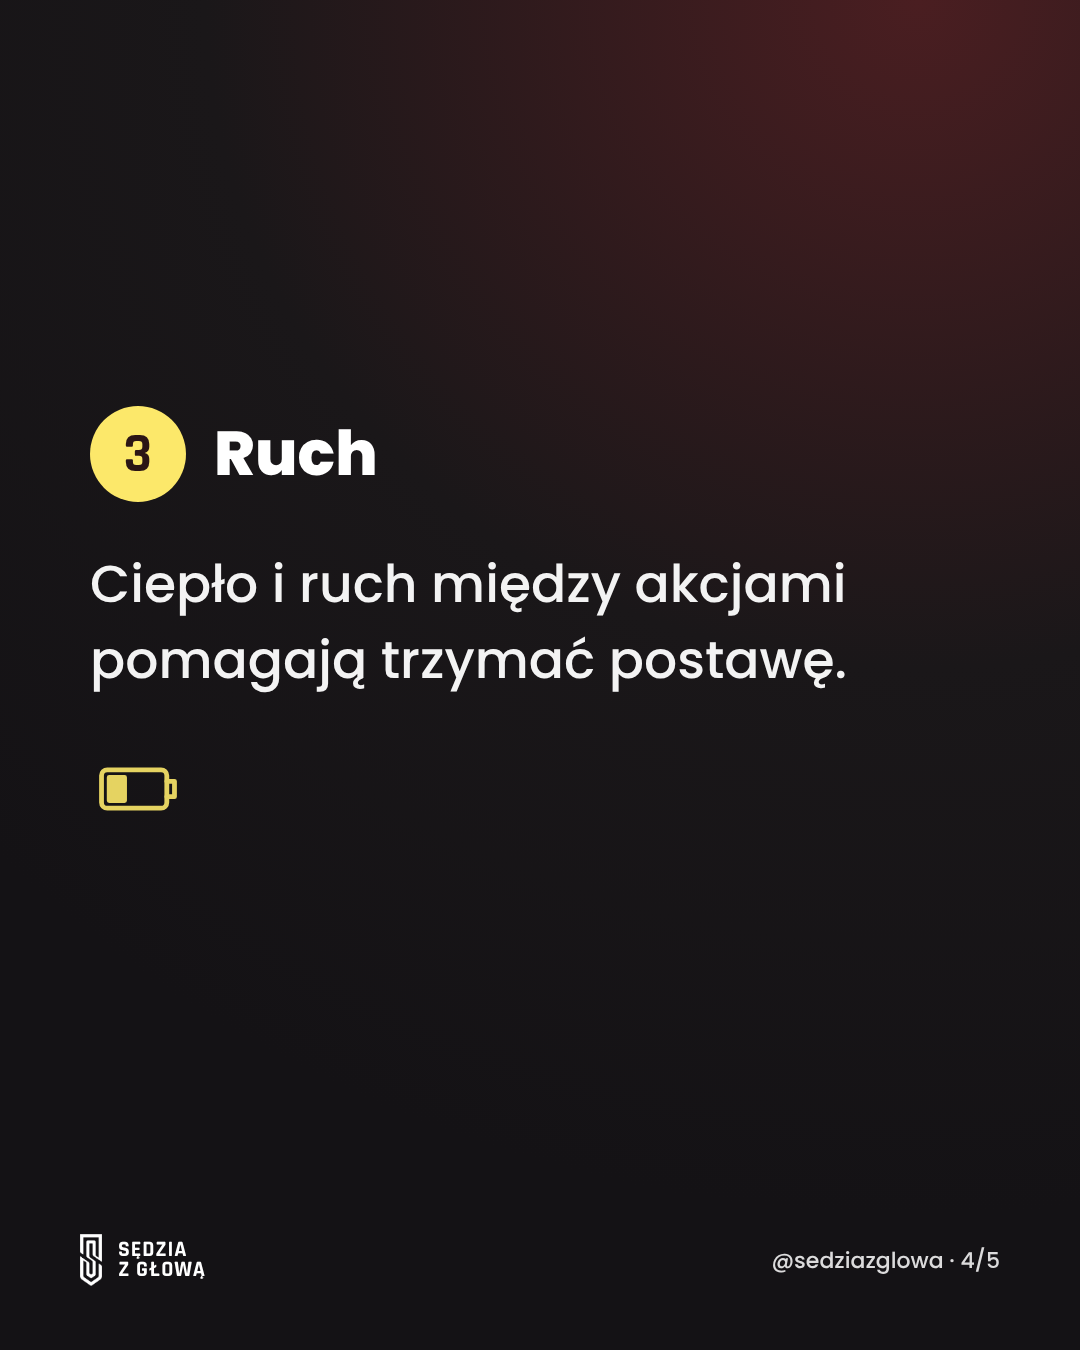 3 Ruch
Ciepło i ruch między akcjami
pomagają trzymać postawę.
SĘDZIA
Z GŁOWĄ
@sedziazglowa · 4/5